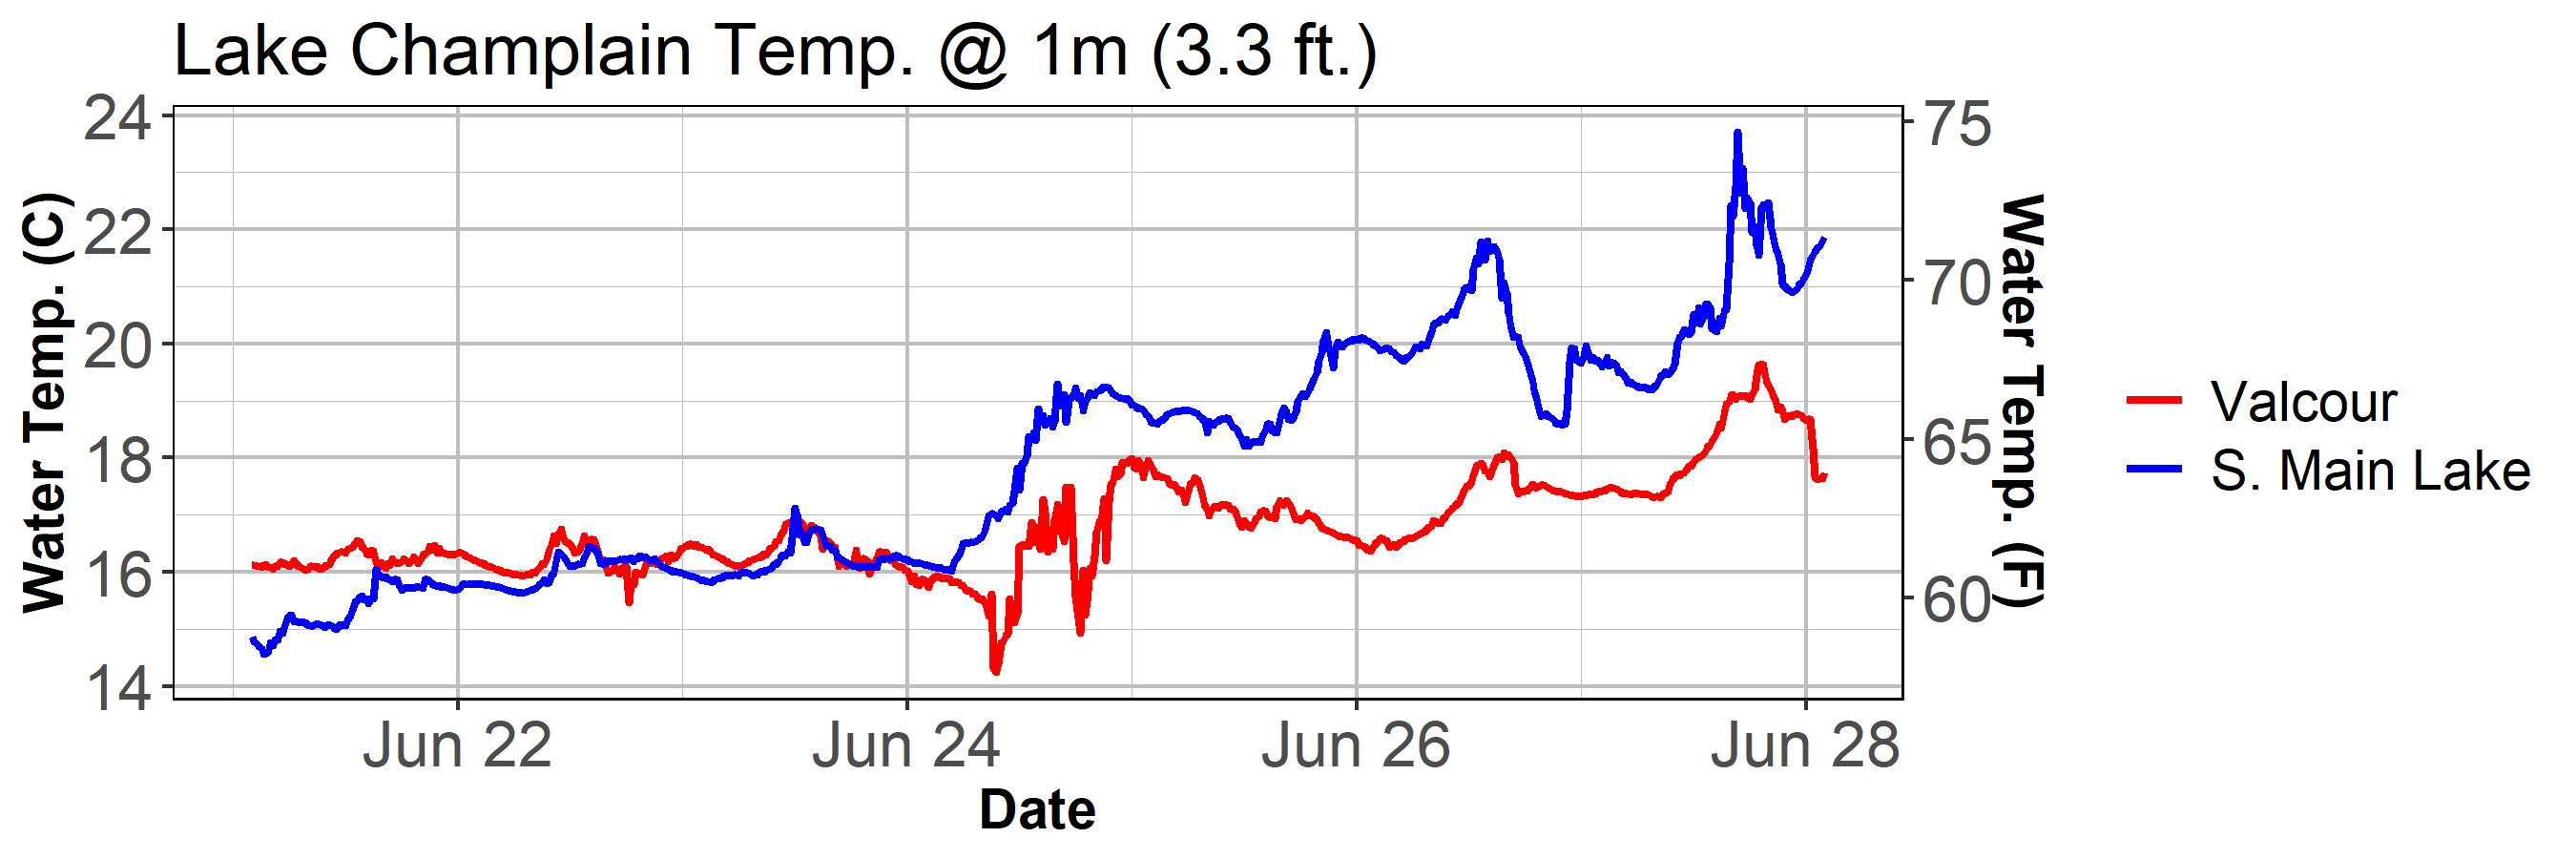 Lake Champlain Temp. @ 1m (3.3 ft.)
24
22
20
18
16
14
Water Temp. (C)
75
70
65
60
Water Temp. (F)
Jun 22
Jun 24
Jun 26
Jun 28
Date
Valcour
S. Main Lake